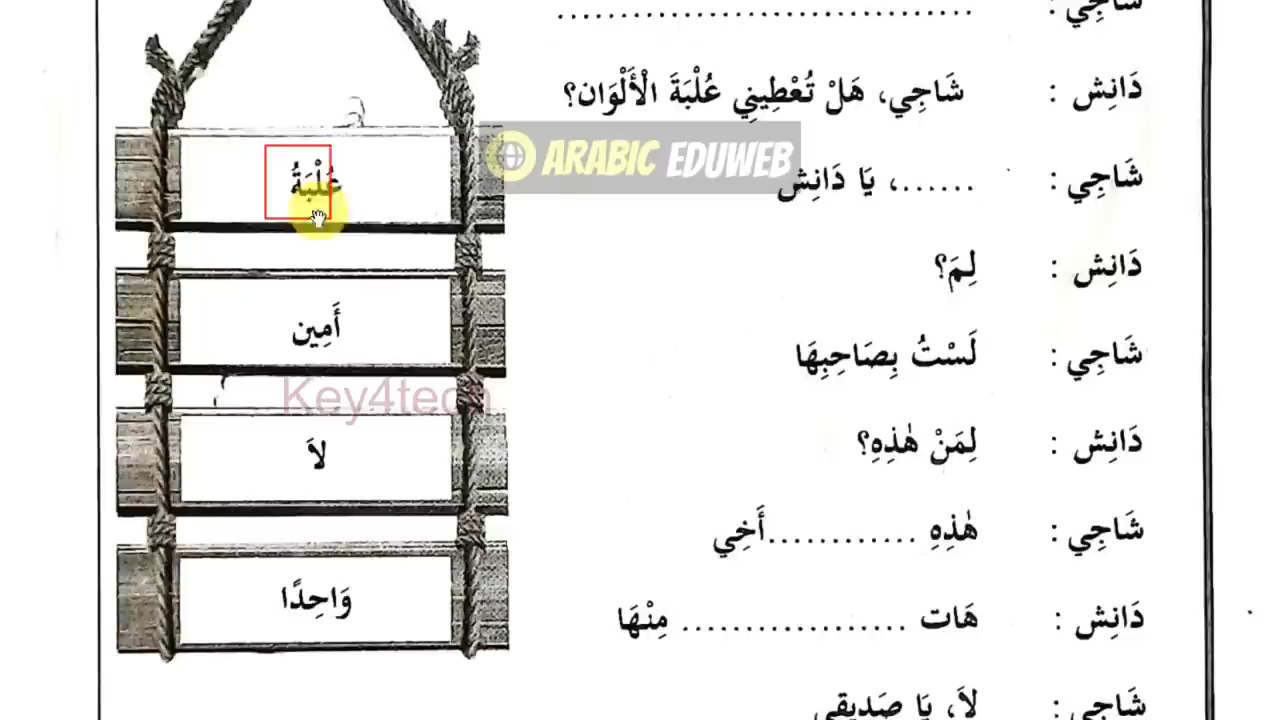 شَاجِي : ......................................
دَانِش : شَاجِي، هَلْ تُعْطِينِي عُلْبَةَ الْأَلْوَان؟
ARABIC EDUWEB
شَاجِي : .......، يَا دَانِش
دَانِش : لِمَ؟
شَاجِي : لَسْتُ بِصَاحِبِهَا
دَانِش : لِمَنْ هٰذِهِ؟
شَاجِي : هٰذِهِ ............أَخِي
دَانِش : هَات .................. مِنْهَا
شَاجِي : لاَ، يَا صَدِيقِي
عُلْبَةُ
أَمِين
Key4tech
لاَ
وَاحِدًا